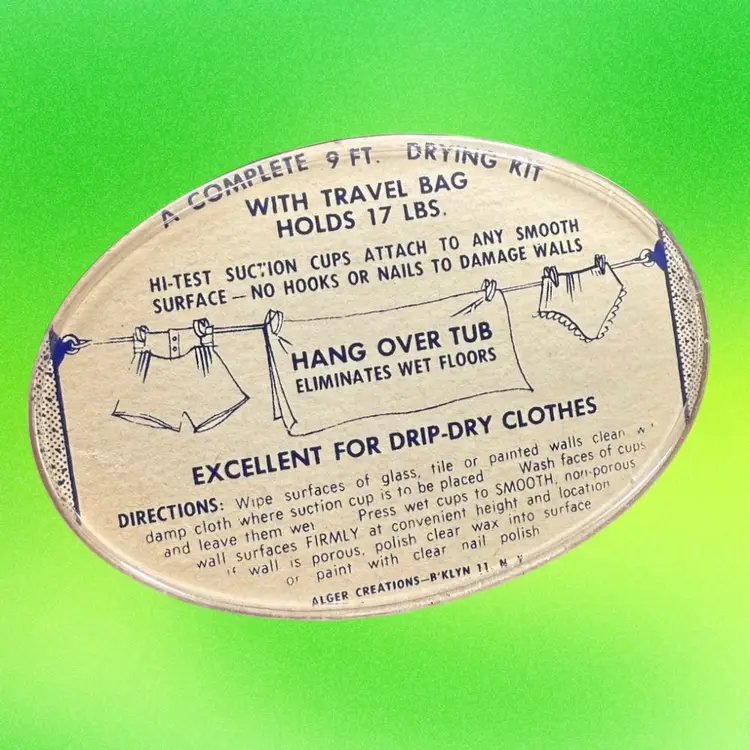 A COMPLETE 9 FT. DRYING KIT
WITH TRAVEL BAG
HOLDS 17 LBS.
HI-TEST SUCTION CUPS ATTACH TO ANY SMOOTH
SURFACE — NO HOOKS OR NAILS TO DAMAGE WALLS
HANG OVER TUB
ELIMINATES WET FLOORS
EXCELLENT FOR DRIP-DRY CLOTHES
DIRECTIONS: Wipe surfaces of glass, tile or painted walls clean
damp cloth where suction cup is to be placed Wash faces of cups
and leave them wet Press wet cups to SMOOTH, non-porous
wall surfaces FIRMLY at convenient height and location
if wall is porous, polish clear wax into surface
or paint with clear nail polish
ALGER CREATIONS—B'KLYN 11 N Y